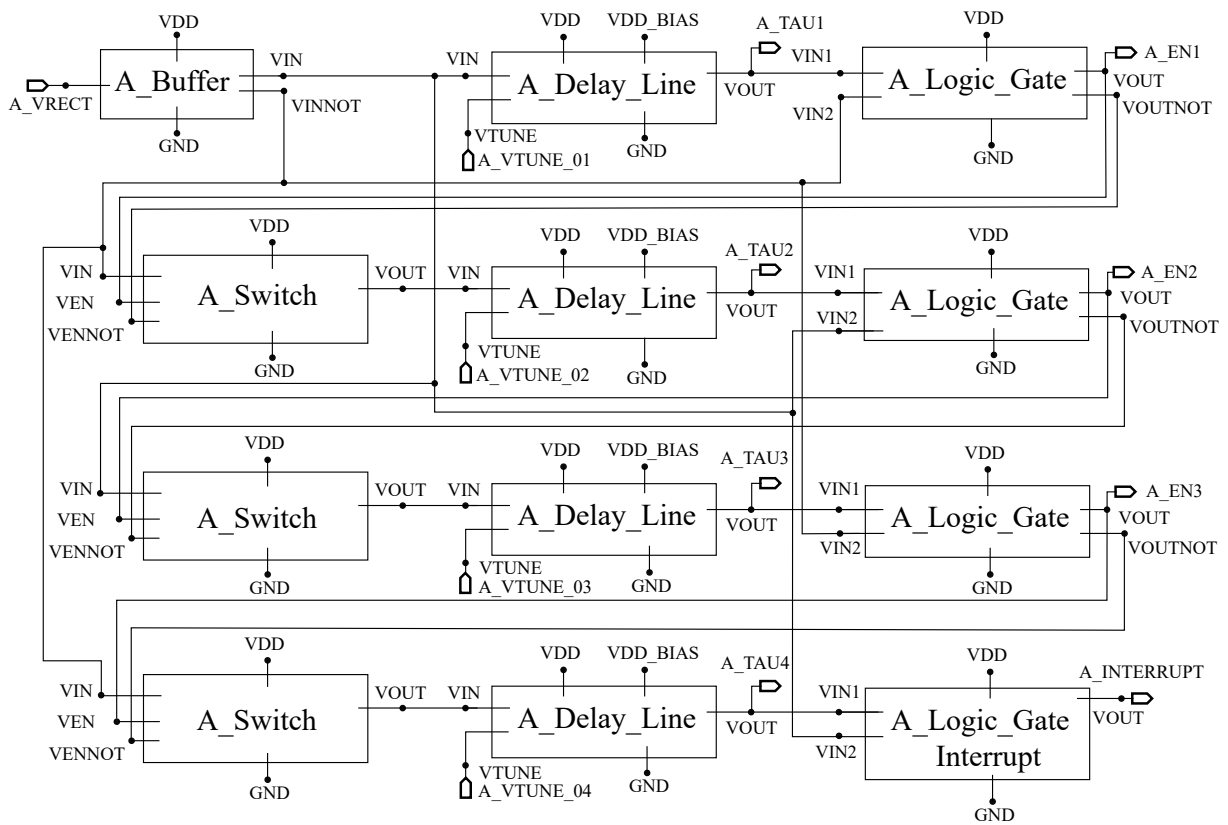 VDD
A_VRECT
A_Buffer
VIN
VINNOT
GND
VDD
VDD_BIAS
A_TAU1
VIN
A_Delay_Line
VOUT
VTUNE
A_VTUNE_01
GND
VDD
VIN1
VIN2
A_Logic_Gate
A_EN1
VOUT
VOUTNOT
GND
VDD
VIN
VEN
VENNOT
A_Switch
VOUT
GND
VDD
VDD_BIAS
A_TAU2
VIN
A_Delay_Line
VOUT
VTUNE
A_VTUNE_02
GND
VDD
VIN1
VIN2
A_Logic_Gate
A_EN2
VOUT
VOUTNOT
GND
VDD
VIN
VEN
VENNOT
A_Switch
VOUT
GND
VDD
VDD_BIAS
A_TAU3
VIN
A_Delay_Line
VOUT
VTUNE
A_VTUNE_03
GND
VDD
VIN1
VIN2
A_Logic_Gate
A_EN3
VOUT
VOUTNOT
GND
VDD
VIN
VEN
VENNOT
A_Switch
VOUT
GND
VDD
VDD_BIAS
A_TAU4
VIN
A_Delay_Line
VOUT
VTUNE
A_VTUNE_04
GND
VDD
VIN1
VIN2
A_Logic_Gate
Interrupt
A_INTERRUPT
VOUT
GND